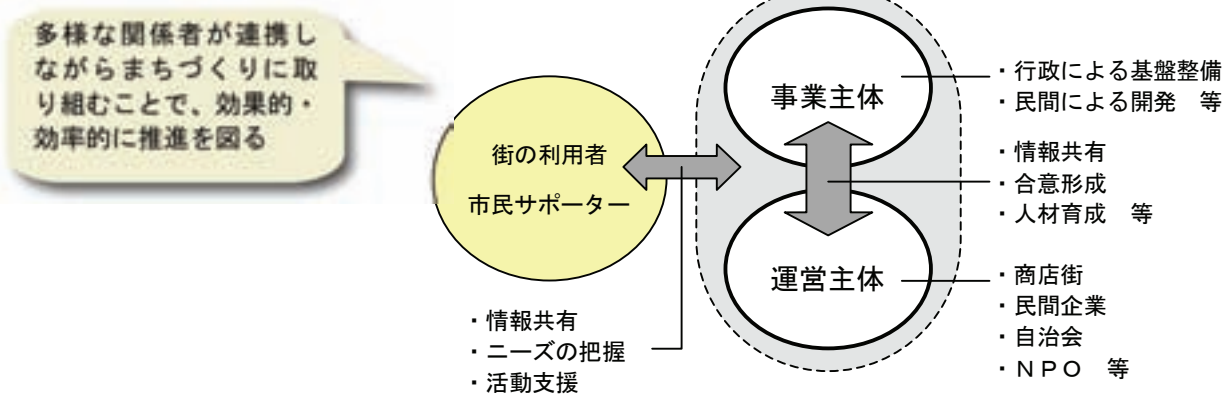 多様な関係者が連携し
ながらまちづくりに取
り組むことで、効果的・
効率的に推進を図る
街の利用者
市民サポーター
・情報共有
・ニーズの把握
・活動支援
事業主体
運営主体
・行政による基盤整備
・民間による開発　等
・情報共有
・合意形成
・人材育成　等
・商店街
・民間企業
・自治会
・ＮＰＯ　等